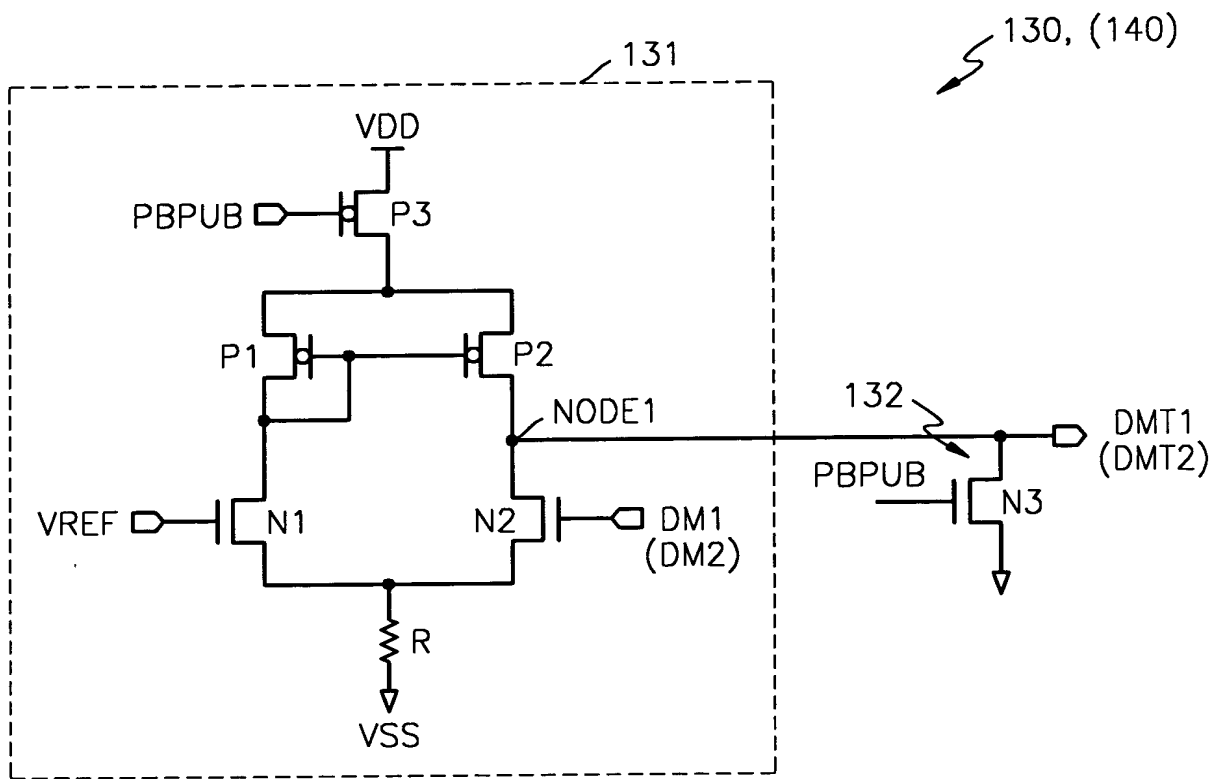 130, (140)
131
VDD
PBPUB
P3
P1
P2
NODE1
132
DMT1
(DMT2)
PBPUB
N3
VREF
N1
N2
DM1
(DM2)
R
VSS